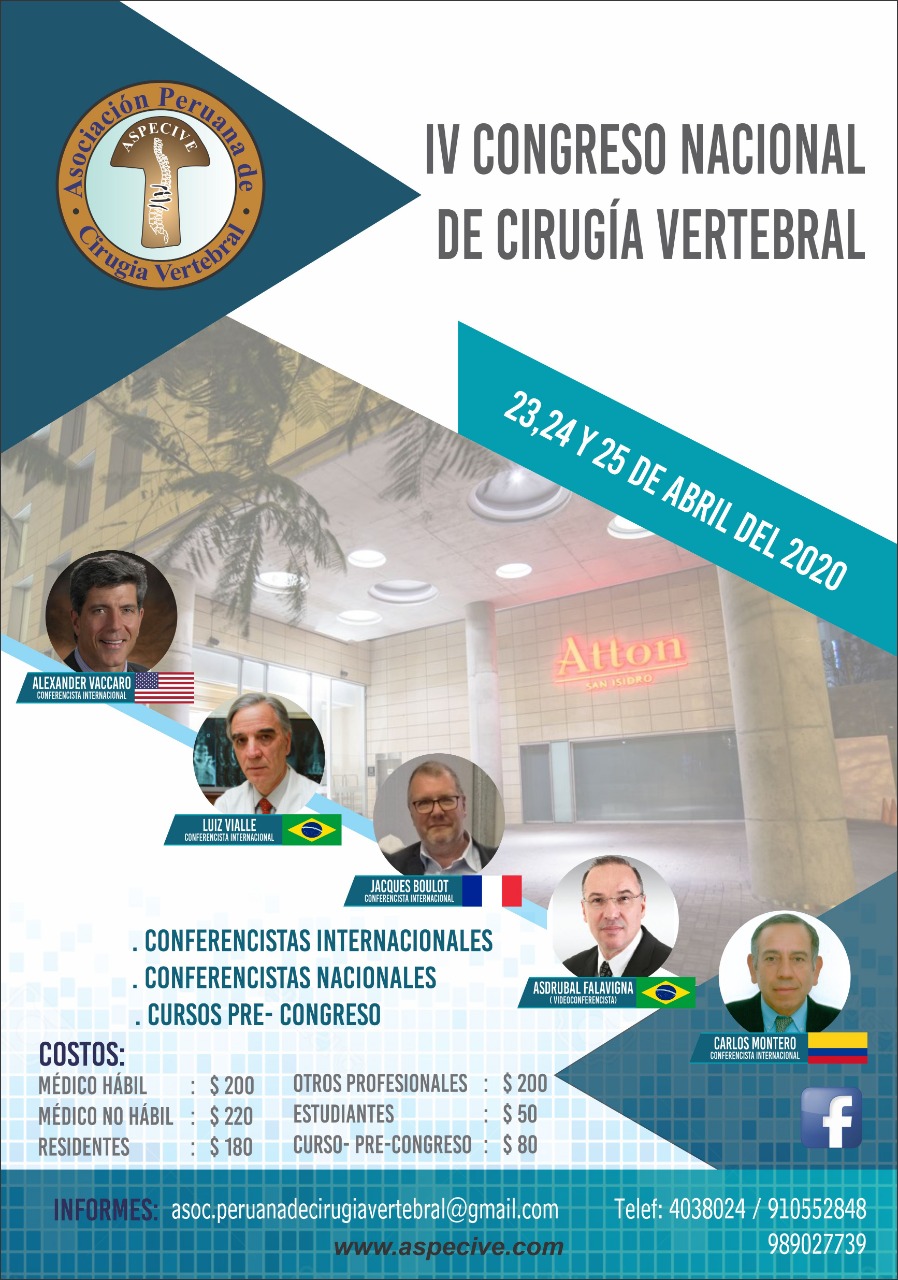 Asociación Peruana de
Cirugia Vertebral
ASPECIVE
IV CONGRESO NACIONAL
DE CIRUGÍA VERTEBRAL
23,24 Y 25 DE ABRIL DEL 2020
Atton
SAN ISIDRO
ALEXANDER VACCARO
CONFERENCISTA INTERNACIONAL
LUIZ VIALLE
CONFERENCISTA INTERNACIONAL
JACQUES BOULOT
CONFERENCISTA INTERNACIONAL
ASDRUBAL FALAVIGNA
( VIDEOCONFERENCISTA)
CARLOS MONTERO
CONFERENCISTA INTERNACIONAL
. CONFERENCISTAS INTERNACIONALES
. CONFERENCISTAS NACIONALES
. CURSOS PRE- CONGRESO
COSTOS:
MÉDICO HÁBIL : $ 200
MÉDICO NO HÁBIL : $ 220
RESIDENTES : $ 180
OTROS PROFESIONALES : $ 200
ESTUDIANTES : $ 50
CURSO- PRE-CONGRESO : $ 80
f
INFORMES: asoc.peruanadecirugiavertebral@gmail.com
www.aspecive.com
Telef: 4038024 / 910552848
989027739